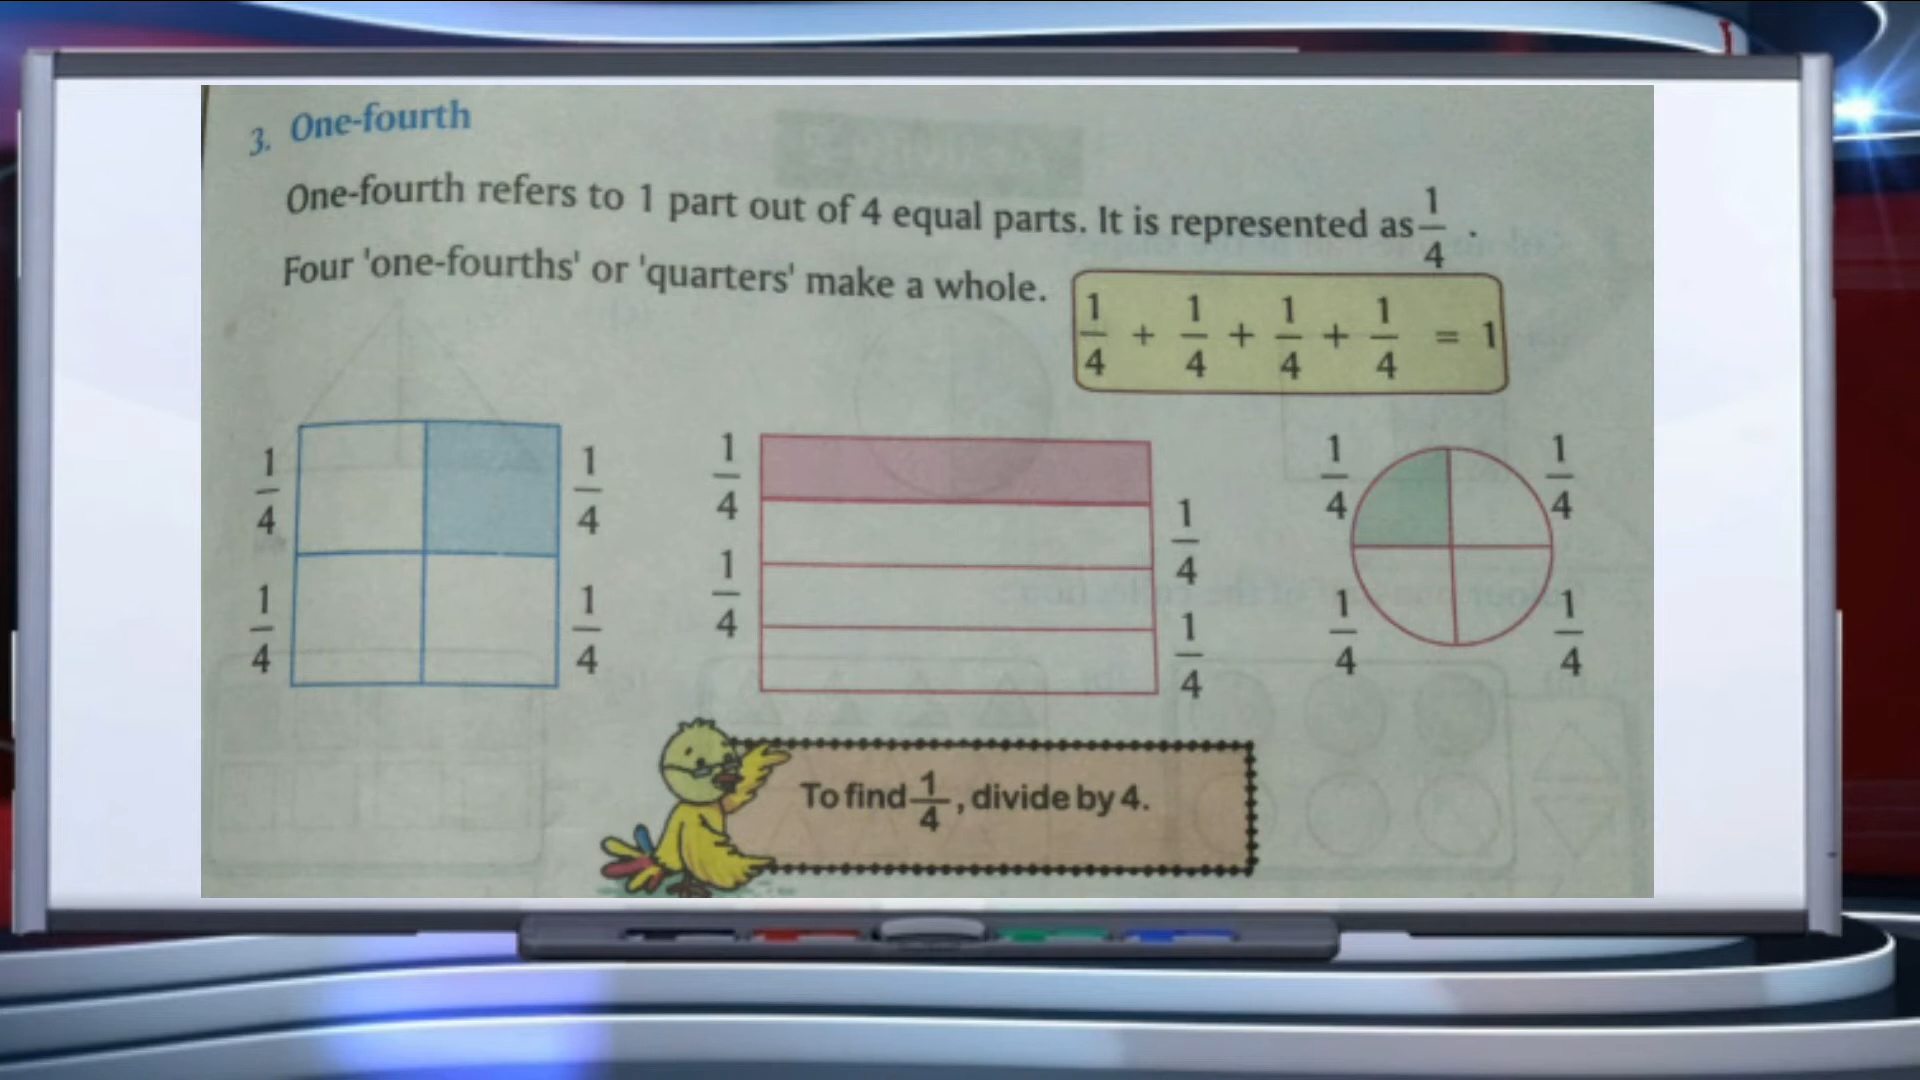 3. One-fourth
One-fourth refers to 1 part out of 4 equal parts. It is represented as 1/4 .
Four 'one-fourths' or 'quarters' make a whole.
1/4 + 1/4 + 1/4 + 1/4 = 1
1/4 1/4 1/4 1/4 1/4
1/4
1/4 1/4 1/4 1/4 1/4
1/4
To find 1/4, divide by 4.